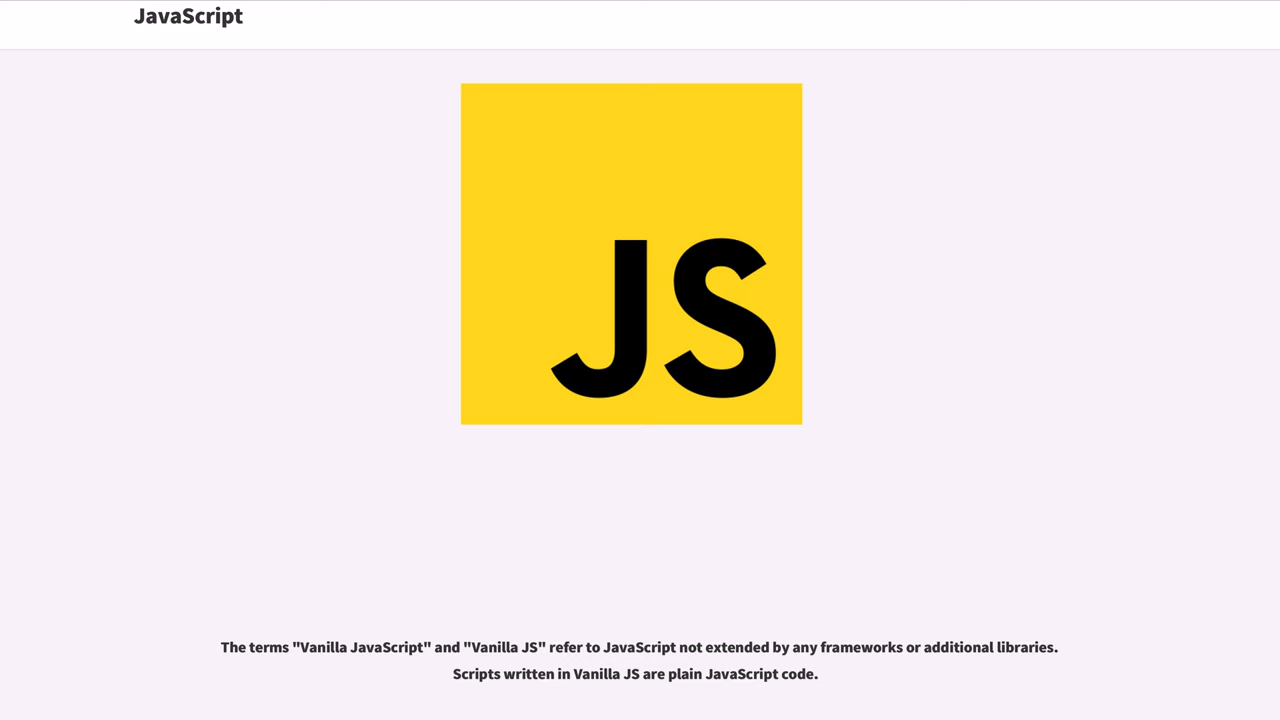 JavaScript
JS
The terms "Vanilla JavaScript" and "Vanilla JS" refer to JavaScript not extended by any frameworks or additional libraries.
Scripts written in Vanilla JS are plain JavaScript code.